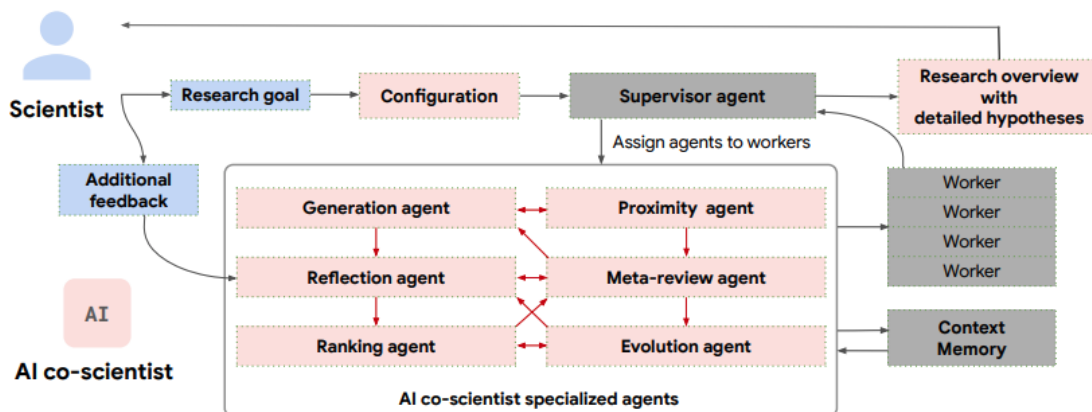 Scientist
Research goal
Configuration
Supervisor agent
Research overview
with
detailed hypotheses
Assign agents to workers
Additional
feedback
Generation agent
Proximity agent
Reflection agent
Meta-review agent
Ranking agent
Evolution agent
AI co-scientist specialized agents
Worker
Worker
Worker
Worker
Context
Memory
AI
AI co-scientist